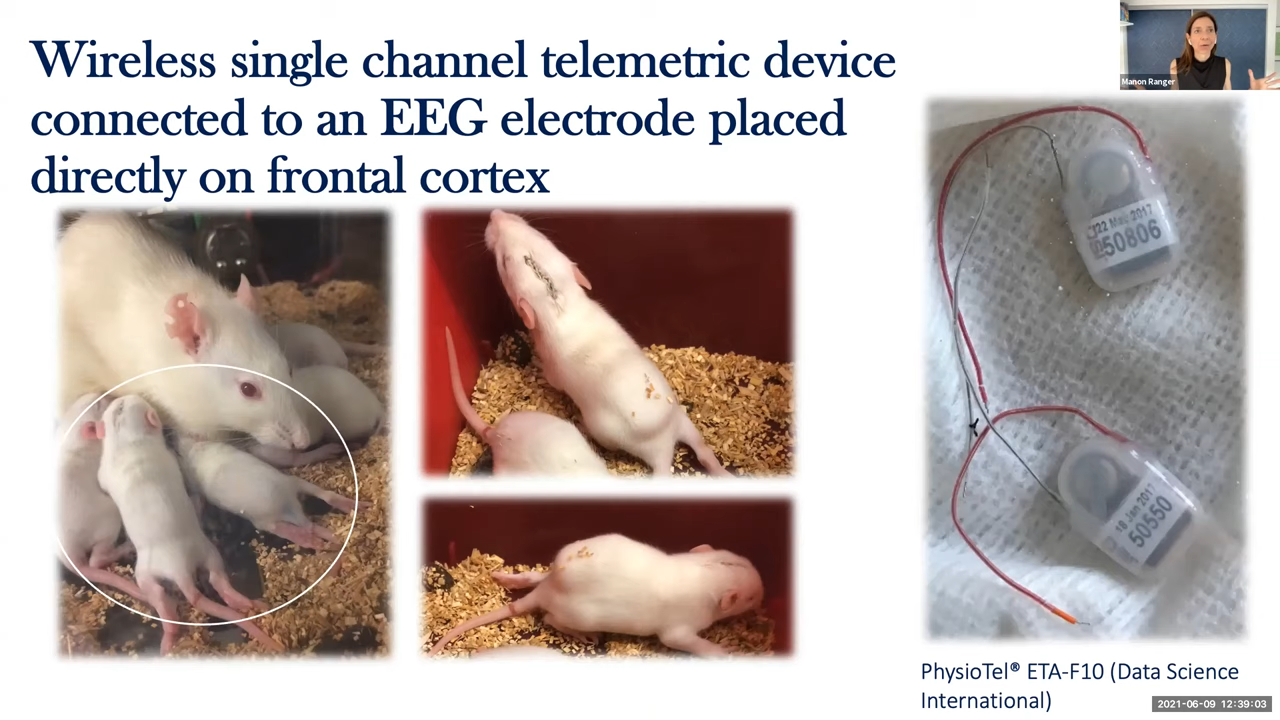 Wireless single channel telemetric device
connected to an EEG electrode placed
directly on frontal cortex
Manon Ranger
22 Mar 2017
50806
18 Jan 2017
50550
PhysioTel® ETA-F10 (Data Science
International)
2021-06-09 12:39:03